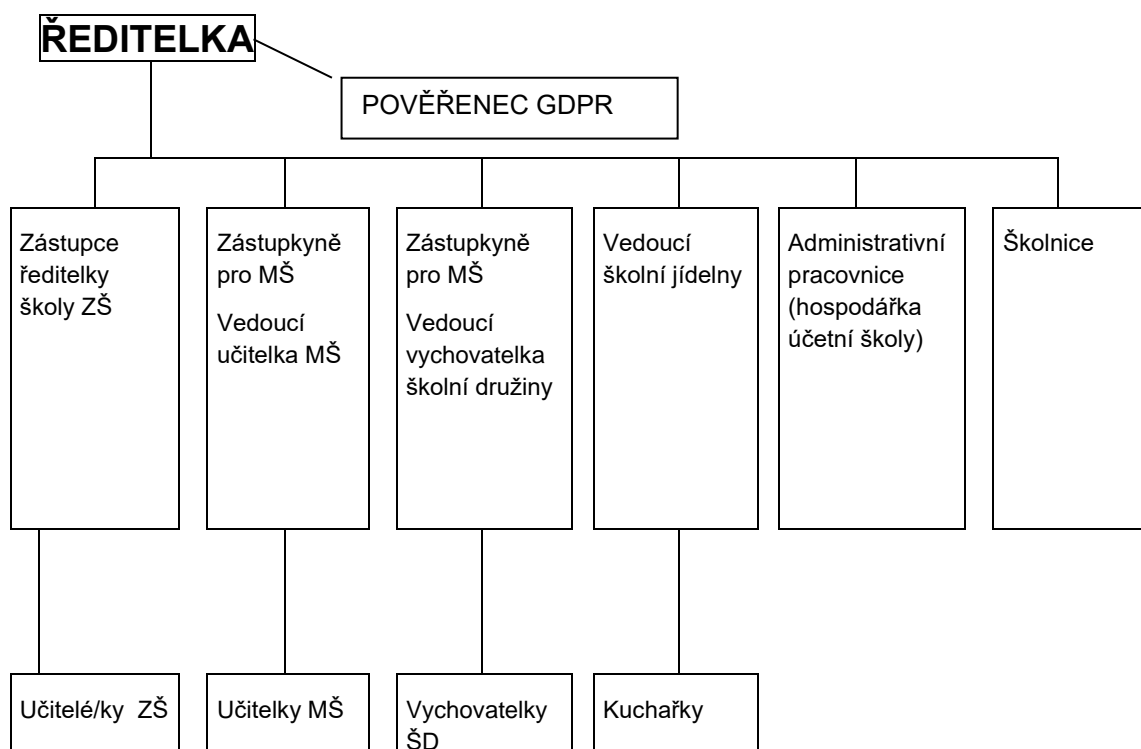 ŘEDITELKA
POVĚŘENEC GDPR
Zástupce
ředitelky
školy ZŠ
Zástupkyně
pro MŠ
Vedoucí
učitelka MŠ
Zástupkyně
pro MŠ
Vedoucí
vychovatelka
školní družiny
Vedoucí
školní jídelny
Administrativní
pracovnice
(hospodářka
účetní školy)
Školnice
Učitelé/ky  ZŠ
Učitelky MŠ
Vychovatelky
ŠD
Kuchařky